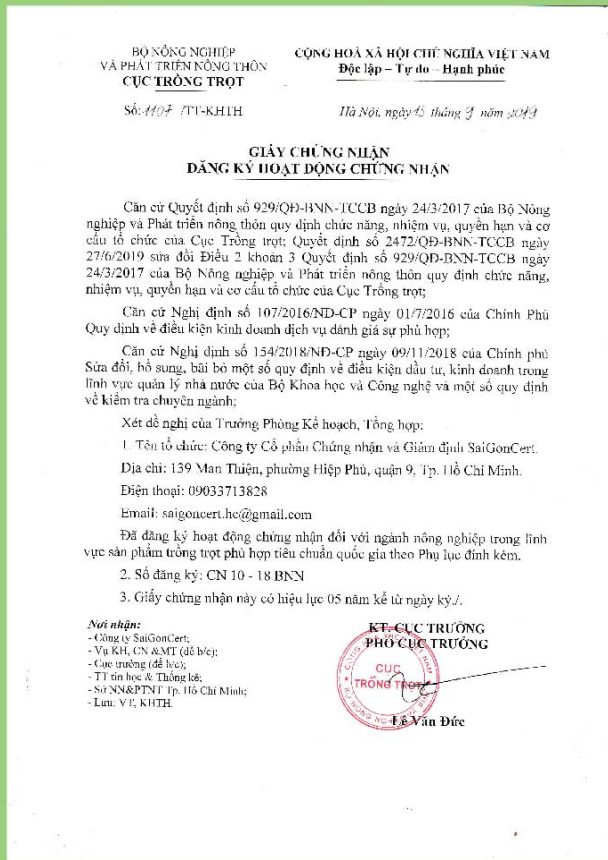 BỘ NÔNG NGHIỆP
VÀ PHÁT TRIỂN NÔNG THÔN
CỤC TRỒNG TRỌT
Số: 1107 /TT-KHTH
CỘNG HOÀ XÃ HỘI CHỦ NGHĨA VIỆT NAM
Độc lập – Tự do – Hạnh phúc
Hà Nội, ngày 13 tháng 9 năm 2019
GIẤY CHỨNG NHẬN
ĐĂNG KÝ HOẠT ĐỘNG CHỨNG NHẬN
Căn cứ Quyết định số 929/QĐ-BNN-TCCB ngày 24/3/2017 của Bộ Nông
nghiệp và Phát triển nông thôn quy định chức năng, nhiệm vụ, quyền hạn và cơ
cấu tổ chức của Cục Trồng trọt; Quyết định số 2472/QĐ-BNN-TCCB ngày
27/6/2019 sửa đổi Điều 2 khoản 3 Quyết định số 929/QĐ-BNN-TCCB ngày
24/3/2017 của Bộ Nông nghiệp và Phát triển nông thôn quy định chức năng,
nhiệm vụ, quyền hạn và cơ cấu tổ chức của Cục Trồng trọt;
Căn cứ Nghị định số 107/2016/NĐ-CP ngày 01/7/2016 của Chính Phủ
Quy định về điều kiện kinh doanh dịch vụ đánh giá sự phù hợp;
Căn cứ Nghị định số 154/2018/NĐ-CP ngày 09/11/2018 của Chính phủ
Sửa đổi, bổ sung, bãi bỏ một số quy định về điều kiện đầu tư, kinh doanh trong
lĩnh vực quản lý nhà nước của Bộ Khoa học và Công nghệ và một số quy định
về kiểm tra chuyên ngành;
Xét đề nghị của Trưởng Phòng Kế hoạch, Tổng hợp:
1. Tên tổ chức: Công ty Cổ phần Chứng nhận và Giám định SaiGonCert.
Địa chỉ: 139 Man Thiện, phường Hiệp Phú, quận 9, Tp. Hồ Chí Minh.
Điện thoại: 09033713828
Email: saigoncert.hc@gmail.com
Đã đăng ký hoạt động chứng nhận đối với ngành nông nghiệp trong lĩnh
vực sản phẩm trồng trọt phù hợp tiêu chuẩn quốc gia theo Phụ lục đính kèm.
2. Số đăng ký: CN 10 - 18 BNN
3. Giấy chứng nhận này có hiệu lực 05 năm kể từ ngày ký./.
Nơi nhận:
- Công ty SaiGonCert;
- Vụ KH, CN &MT (để b/c);
- Cục trưởng (để b/c);
- TT tin học & Thống kê;
- Sở NN&PTNT Tp. Hồ Chí Minh;
- Lưu: VT, KHTH.
KT. CỤC TRƯỞNG
PHÓ CỤC TRƯỞNG
CỤC
TRỒNG TRỌT
Lê Văn Đức